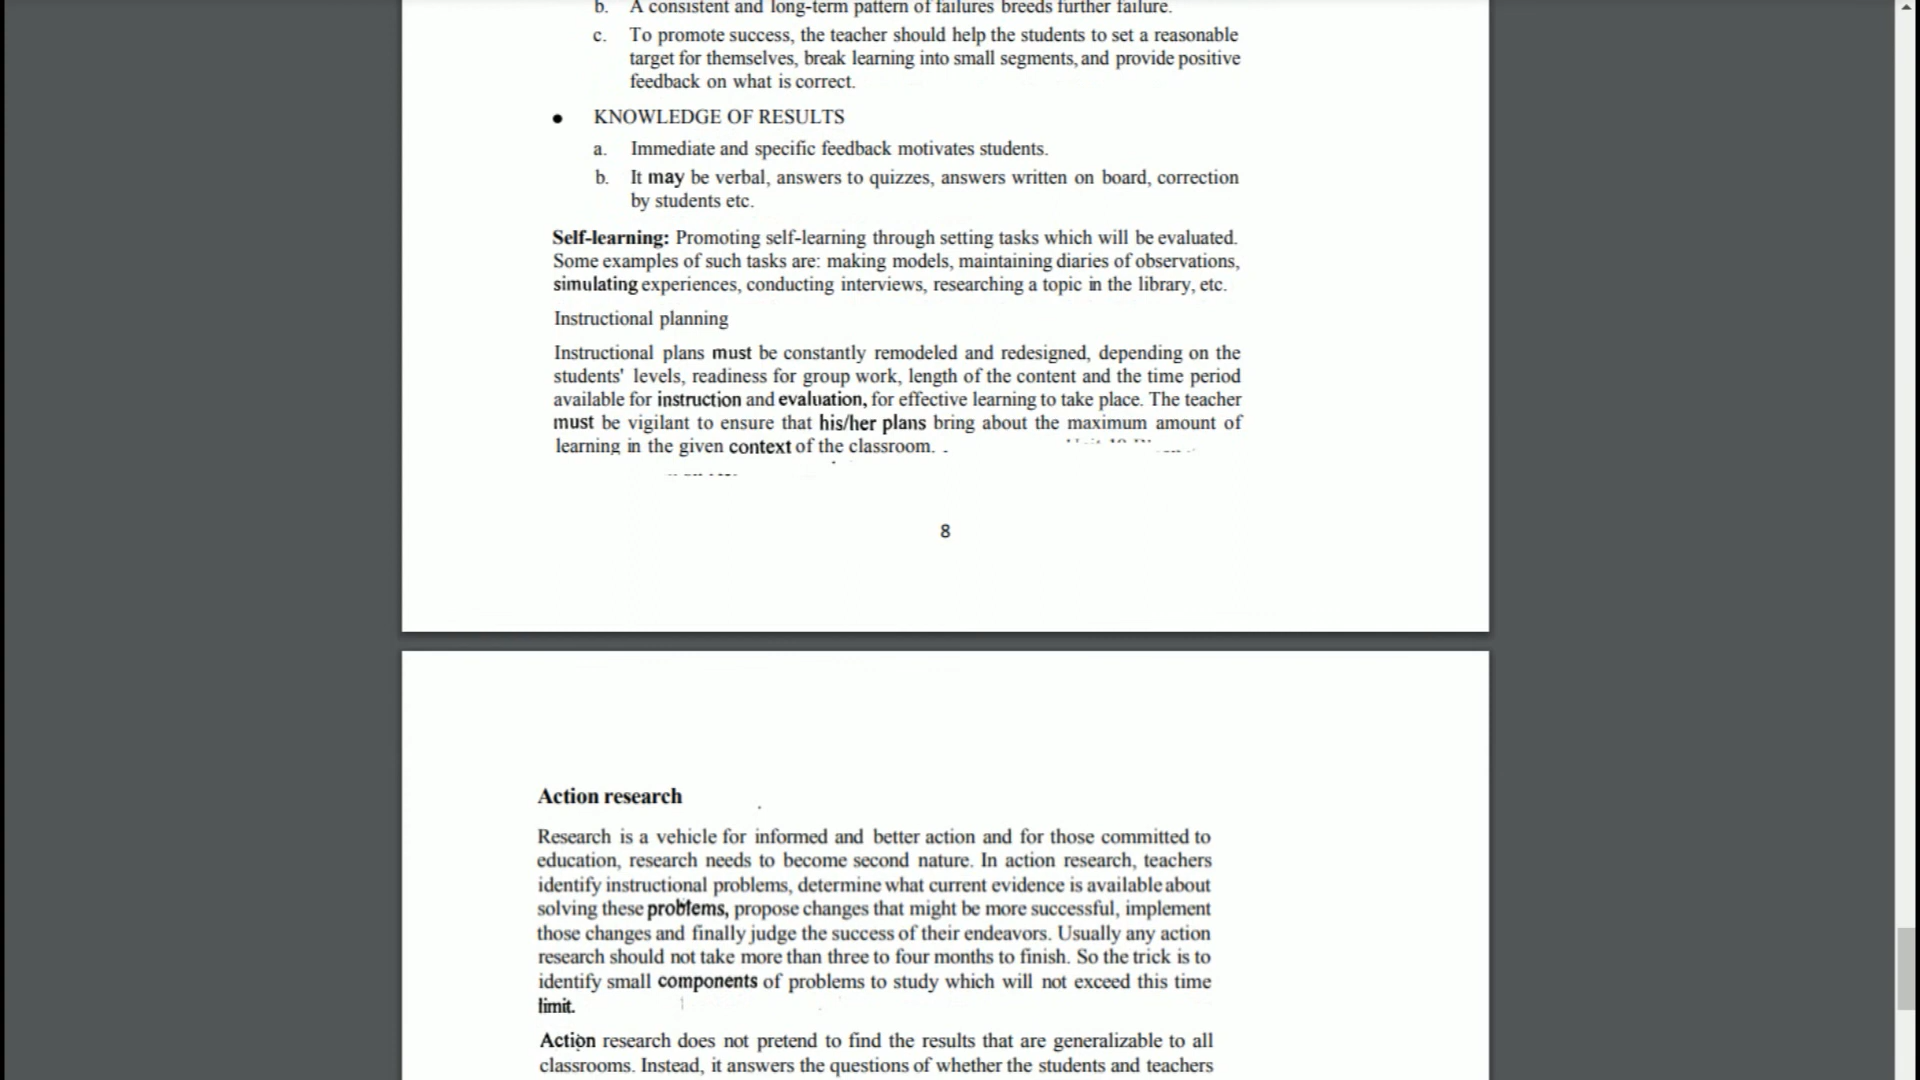 b. A consistent and long-term pattern of failures breeds further failure.
c. To promote success, the teacher should help the students to set a reasonable
target for themselves, break learning into small segments, and provide positive
feedback on what is correct.
● KNOWLEDGE OF RESULTS
a. Immediate and specific feedback motivates students.
b. It may be verbal, answers to quizzes, answers written on board, correction
by students etc.
Self-learning: Promoting self-learning through setting tasks which will be evaluated.
Some examples of such tasks are: making models, maintaining diaries of observations,
simulating experiences, conducting interviews, researching a topic in the library, etc.
Instructional planning
Instructional plans must be constantly remodeled and redesigned, depending on the
students' levels, readiness for group work, length of the content and the time period
available for instruction and evaluation, for effective learning to take place. The teacher
must be vigilant to ensure that his/her plans bring about the maximum amount of
learning in the given context of the classroom.
8
Action research
Research is a vehicle for informed and better action and for those committed to
education, research needs to become second nature. In action research, teachers
identify instructional problems, determine what current evidence is available about
solving these problems, propose changes that might be more successful, implement
those changes and finally judge the success of their endeavors. Usually any action
research should not take more than three to four months to finish. So the trick is to
identify small components of problems to study which will not exceed this time
limit.
Action research does not pretend to find the results that are generalizable to all
classrooms. Instead, it answers the questions of whether the students and teachers